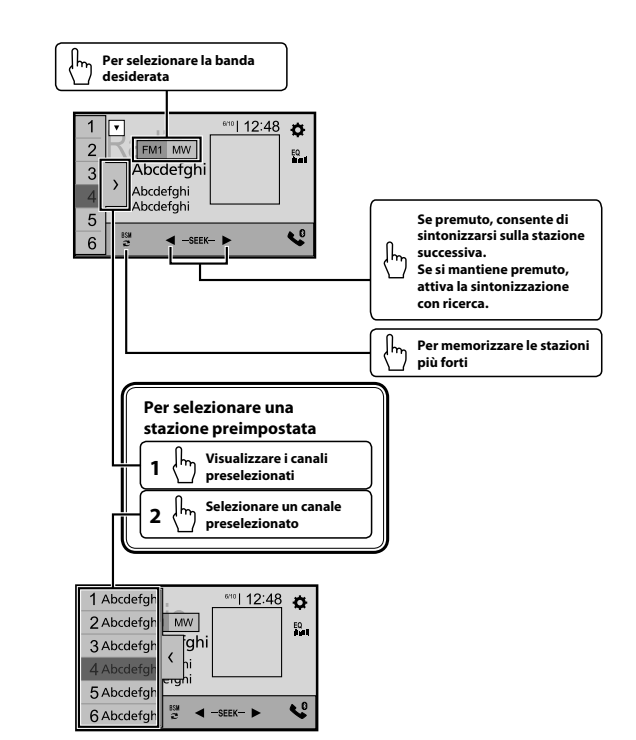 Per selezionare la banda
desiderata
1
2
3
4
5
6
6/10 | 12:48
FM1 MW
EQ
Abcdefghi
Abcdefghi
Abcdefghi
BSM
SEEK
Se premuto, consente di
sintonizzarsi sulla stazione
successiva.
Se si mantiene premuto,
attiva la sintonizzazione
con ricerca.
Per memorizzare le stazioni
più forti
Per selezionare una
stazione preimpostata
1 Visualizzare i canali
preselezionati
2 Selezionare un canale
preselezionato
1 Abcdefgh
2 Abcdefgh
3 Abcdefgh
4 Abcdefgh
5 Abcdefgh
6 Abcdefgh
6/10 | 12:48
MW
EQ
fghi
hi
efghi
BSM
SEEK